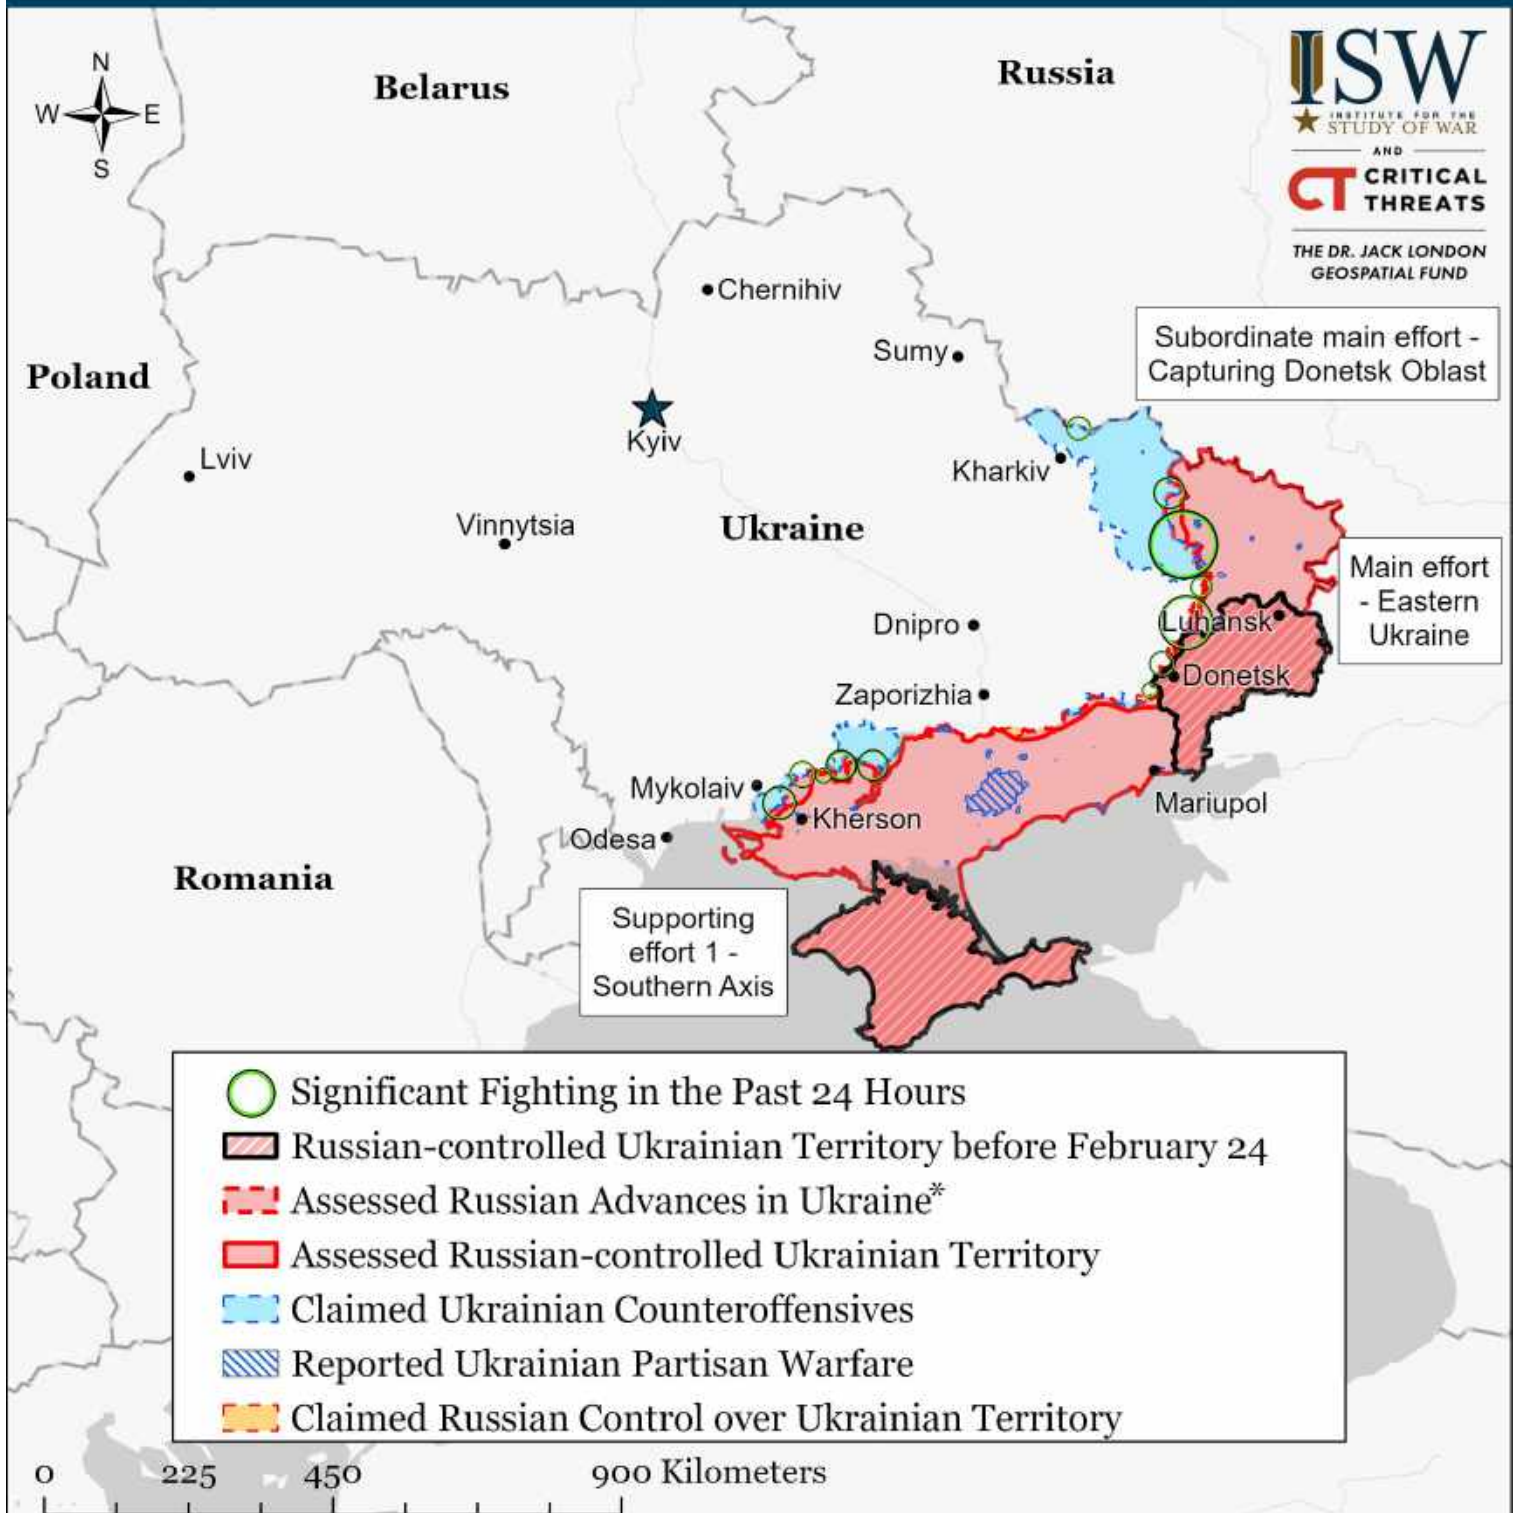 N
W
E
S
Belarus
Russia
ISW
INSTITUTE FOR THE
STUDY OF WAR
AND
CT CRITICAL
THREATS
THE DR. JACK LONDON
GEOSPATIAL FUND
Chernihiv
Subordinate main effort -
Capturing Donetsk Oblast
Sumy
Poland
Kyiv
Lviv
Kharkiv
Vinnytsia
Ukraine
Main effort
- Eastern
Ukraine
Dnipro
Luhansk
Donetsk
Zaporizhia
Mykolaiv
Mariupol
Kherson
Odesa
Romania
Supporting
effort 1 -
Southern Axis
Significant Fighting in the Past 24 Hours
Russian-controlled Ukrainian Territory before February 24
Assessed Russian Advances in Ukraine*
Assessed Russian-controlled Ukrainian Territory
Claimed Ukrainian Counteroffensives
Reported Ukrainian Partisan Warfare
Claimed Russian Control over Ukrainian Territory
0 225 450 900 Kilometers